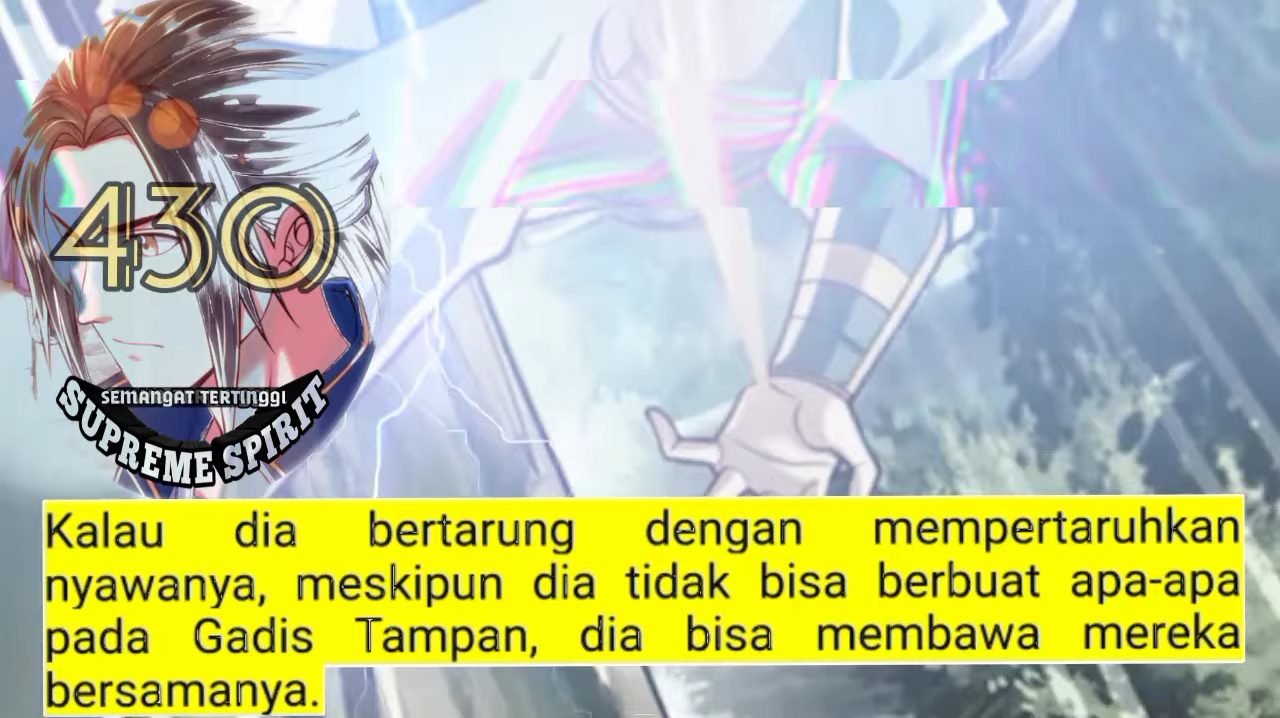 430
SEMANGAT TERTINGGI
SUPREME SPIRIT
Kalau dia bertarung dengan mempertaruhkan
nyawanya, meskipun dia tidak bisa berbuat apa-apa
pada Gadis Tampan, dia bisa membawa mereka
bersamanya.